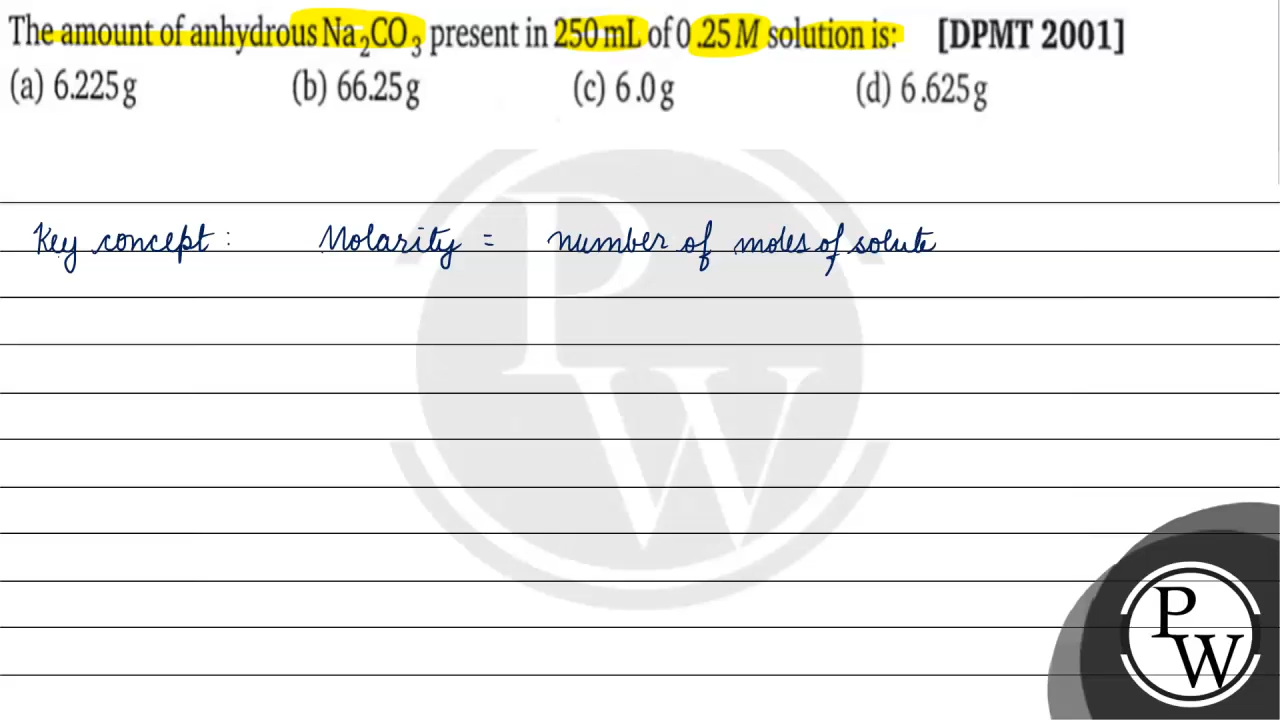 The amount of anhydrous Na₂CO₃ present in 250 mL of 0.25 M solution is: [DPMT 2001]
(a) 6.225 g (b) 66.25 g (c) 6.0 g (d) 6.625 g
Key concept: Molarity = number of moles of solute
P
W
P
W